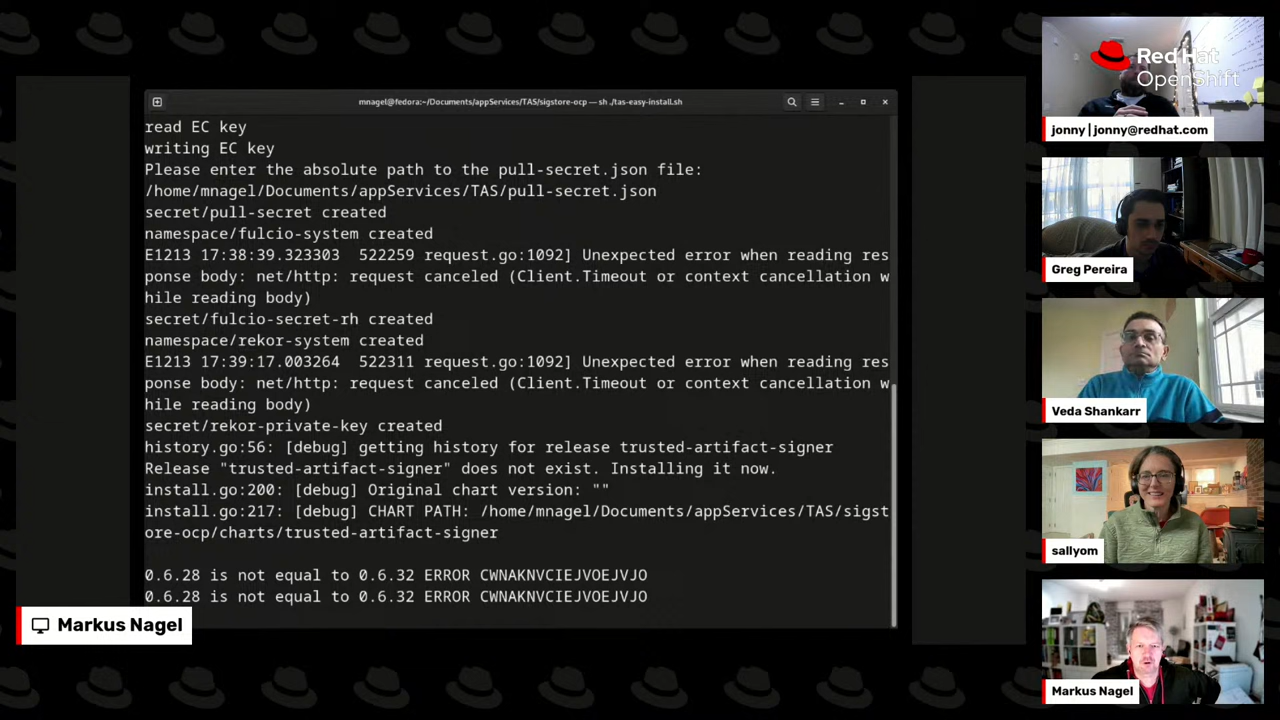 mnagel@fedora:~/Documents/appServices/TAS/sigstore-ocp — sh ./tas-easy-install.sh
read EC key
writing EC key
Please enter the absolute path to the pull-secret.json file:
/home/mnagel/Documents/appServices/TAS/pull-secret.json
secret/pull-secret created
namespace/fulcio-system created
E1213 17:38:39.323303  522259 request.go:1092] Unexpected error when reading res
ponse body: net/http: request canceled (Client.Timeout or context cancellation w
hile reading body)
secret/fulcio-secret-rh created
namespace/rekor-system created
E1213 17:39:17.003264  522311 request.go:1092] Unexpected error when reading res
ponse body: net/http: request canceled (Client.Timeout or context cancellation w
hile reading body)
secret/rekor-private-key created
history.go:56: [debug] getting history for release trusted-artifact-signer
Release "trusted-artifact-signer" does not exist. Installing it now.
install.go:200: [debug] Original chart version: ""
install.go:217: [debug] CHART PATH: /home/mnagel/Documents/appServices/TAS/sigst
ore-ocp/charts/trusted-artifact-signer
0.6.28 is not equal to 0.6.32 ERROR CWNAKNVCIEJVOEJVJO
0.6.28 is not equal to 0.6.32 ERROR CWNAKNVCIEJVOEJVJO
Markus Nagel
Red Hat
OpenShift
jonny | jonny@redhat.com
Greg Pereira
Veda Shankarr
sallyom
Markus Nagel